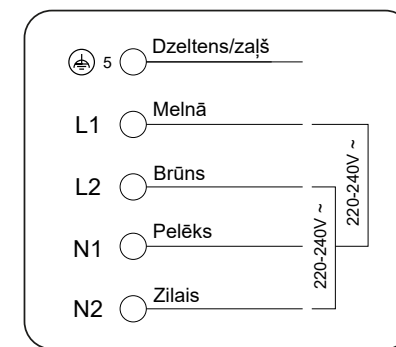 5 Dzeltens/zaļš
L1 Melnā
L2 Brūns
N1 Pelēks
N2 Zilais
220-240V ~
220-240V ~